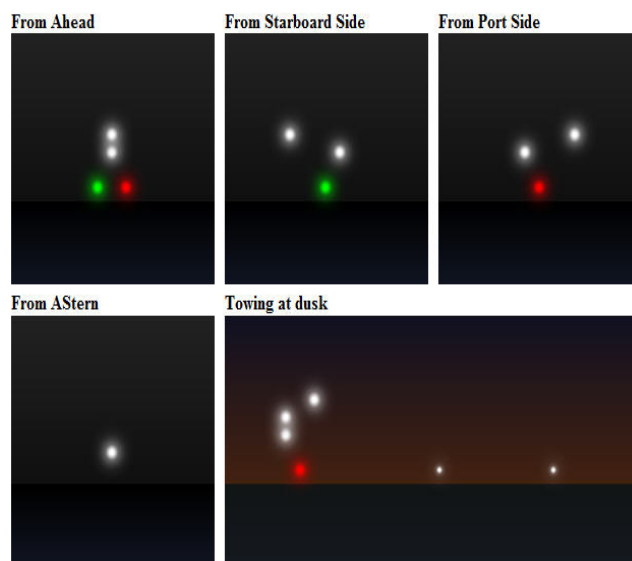 From Ahead
From Starboard Side
From Port Side
From AStern
Towing at dusk